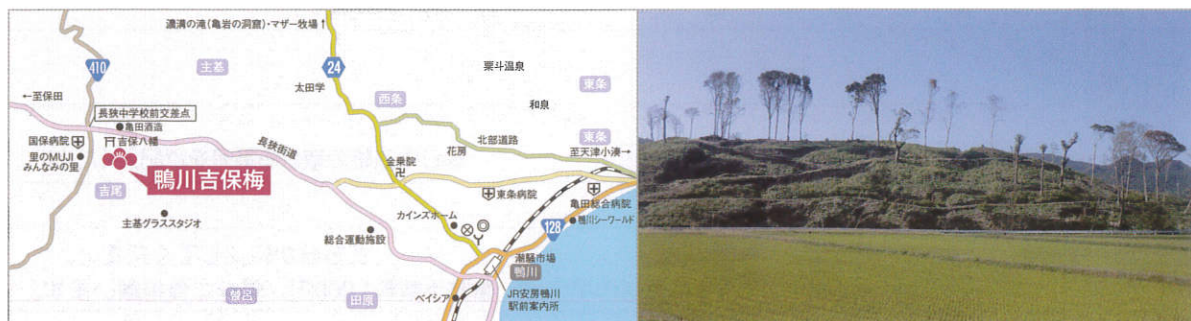 濃溝の滝(亀岩の洞窟)・マザー牧場↑
410
主基
24
栗斗温泉
太田学
東条
←至保田
西条
和泉
長狭中学校前交差点
亀田酒造
長狭街道
北部道路
東条
国保病院
吉保八幡
花房
至天津小湊→
里のMUJI
みんなみの里
金乗院
鴨川吉保梅
吉尾
東条病院
亀田総合病院
主基グラススタジオ
カインズホーム
128
鴨川シーワールド
総合運動施設
潮騒市場
鴨川
JR安房鴨川
駅前案内所
ベイシア
田原